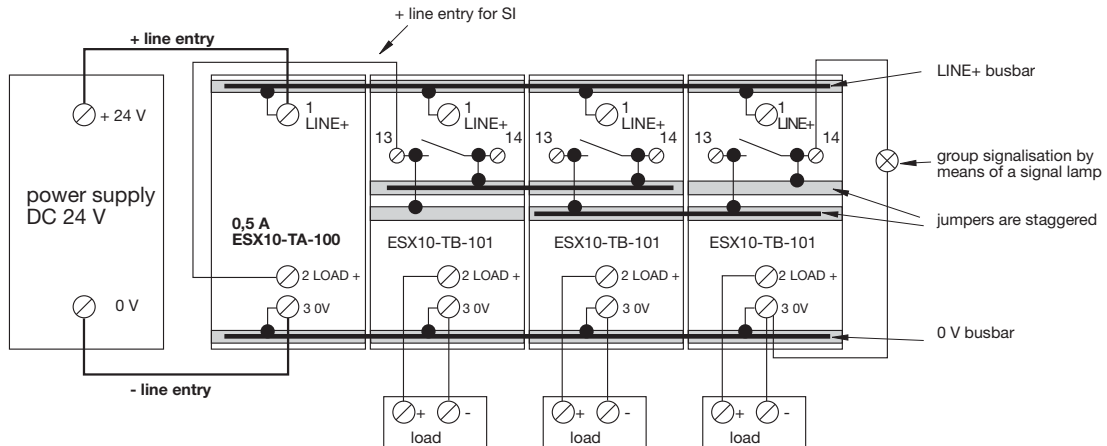 + line entry for SI
+ line entry
LINE+ busbar
+ 24 V
1
LINE+
1
LINE+
1
LINE+
1
LINE+
13
14
13
14
13
14
group signalisation by
means of a signal lamp
power supply
DC 24 V
jumpers are staggered
0,5 A
ESX10-TA-100
ESX10-TB-101
ESX10-TB-101
ESX10-TB-101
2 LOAD +
2 LOAD +
2 LOAD +
2 LOAD +
0 V
3 0V
3 0V
3 0V
3 0V
0 V busbar
- line entry
+ -
load
+ -
load
+ -
load